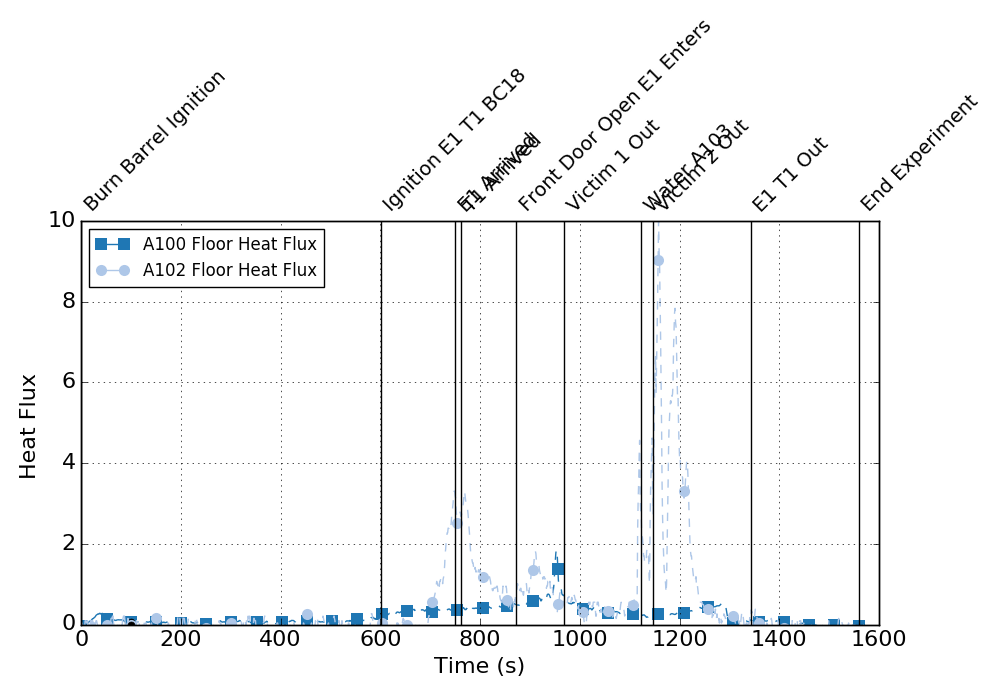 Burn Barrel Ignition
Ignition E1 T1 BC18
E1 Arrived
T1 Arrived
Front Door Open E1 Enters
Victim 1 Out
Water A103
Victim 2 Out
E1 T1 Out
End Experiment
10
8
6
4
2
0
Heat Flux
A100 Floor Heat Flux
A102 Floor Heat Flux
0 200 400 600 800 1000 1200 1400 1600
Time (s)